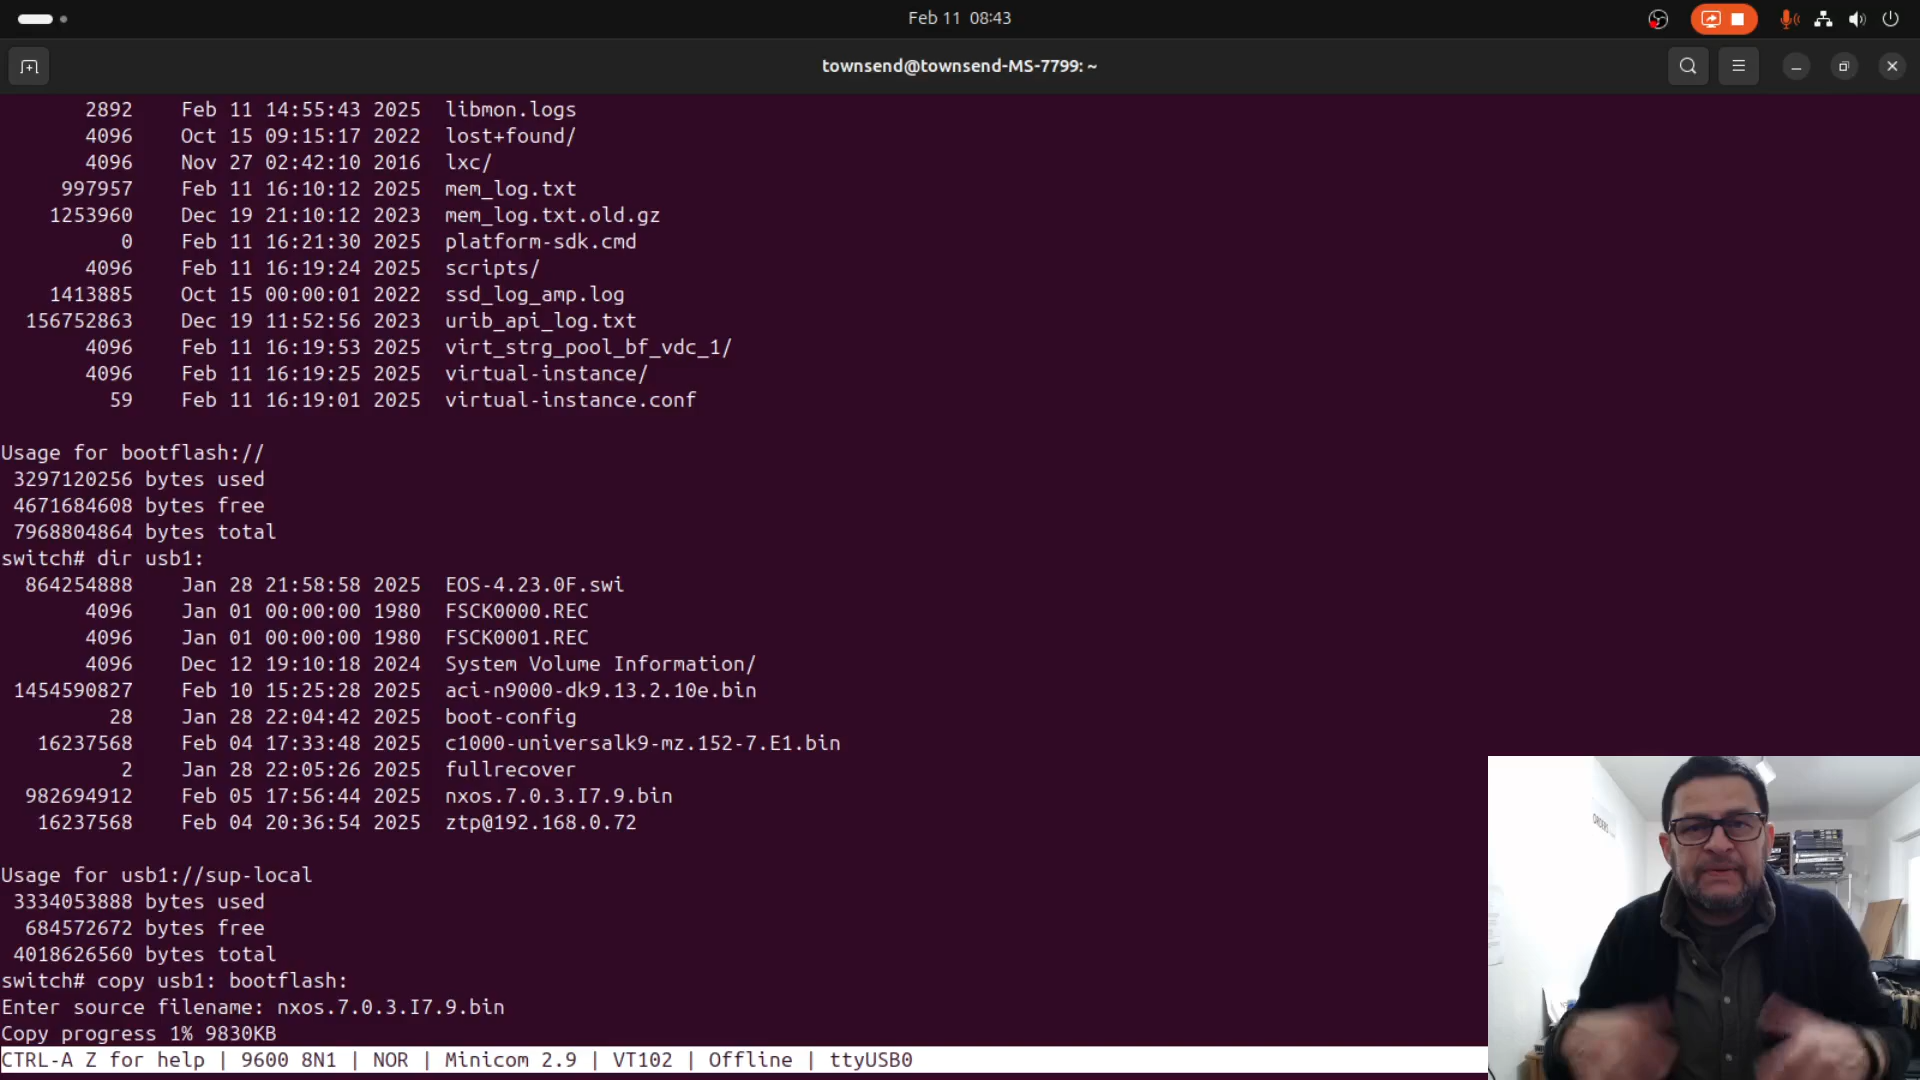 Feb 11 08:43
townsend@townsend-MS-7799: ~
2892 Feb 11 14:55:43 2025 libmon.logs
4096 Oct 15 09:15:17 2022 lost+found/
4096 Nov 27 02:42:10 2016 lxc/
997957 Feb 11 16:10:12 2025 mem_log.txt
1253960 Dec 19 21:10:12 2023 mem_log.txt.old.gz
0 Feb 11 16:21:30 2025 platform-sdk.cmd
4096 Feb 11 16:19:24 2025 scripts/
1413885 Oct 15 00:00:01 2022 ssd_log_amp.log
156752863 Dec 19 11:52:56 2023 urib_api_log.txt
4096 Feb 11 16:19:53 2025 virt_strg_pool_bf_vdc_1/
4096 Feb 11 16:19:25 2025 virtual-instance/
59 Feb 11 16:19:01 2025 virtual-instance.conf
Usage for bootflash://
3297120256 bytes used
4671684608 bytes free
7968804864 bytes total
switch# dir usb1:
864254888 Jan 28 21:58:58 2025 EOS-4.23.0F.swi
4096 Jan 01 00:00:00 1980 FSCK0000.REC
4096 Jan 01 00:00:00 1980 FSCK0001.REC
4096 Dec 12 19:10:18 2024 System Volume Information/
1454590827 Feb 10 15:25:28 2025 aci-n9000-dk9.13.2.10e.bin
28 Jan 28 22:04:42 2025 boot-config
16237568 Feb 04 17:33:48 2025 c1000-universalk9-mz.152-7.E1.bin
2 Jan 28 22:05:26 2025 fullrecover
982694912 Feb 05 17:56:44 2025 nxos.7.0.3.I7.9.bin
16237568 Feb 04 20:36:54 2025 ztp@192.168.0.72
Usage for usb1://sup-local
3334053888 bytes used
684572672 bytes free
4018626560 bytes total
switch# copy usb1: bootflash:
Enter source filename: nxos.7.0.3.I7.9.bin
Copy progress 1% 9830KB
CTRL-A Z for help | 9600 8N1 | NOR | Minicom 2.9 | VT102 | Offline | ttyUSB0